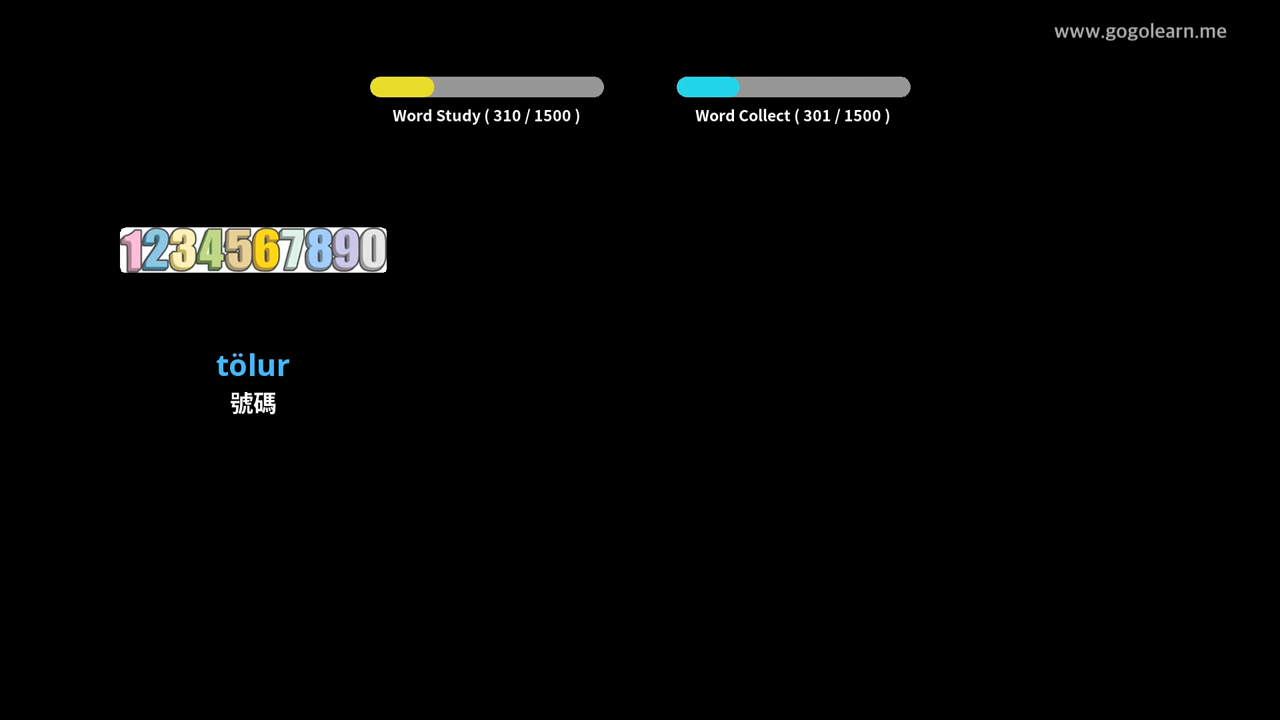 www.gogolearn.me
Word Study ( 310 / 1500 )
Word Collect ( 301 / 1500 )
1234567890
tölur
號碼